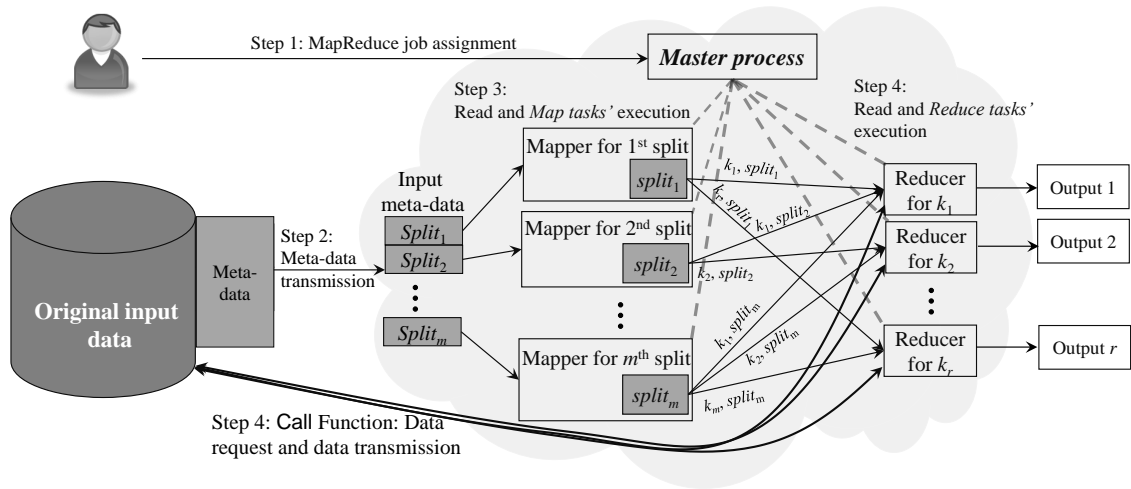 Step 1: MapReduce job assignment
Master process
Step 3:
Read and Map tasks' execution
Step 4:
Read and Reduce tasks'
execution
Mapper for 1st split
split1
Input
meta-data
Split1
Split2
Splitm
Mapper for 2nd split
split2
Mapper for mth split
splitm
k1, split1
kr, split1
k1, split2
k2, split2
k1, splitm
k2, splitm
km, splitm
Reducer
for k1
Reducer
for k2
Reducer
for kr
Output 1
Output 2
Output r
Original input
data
Meta-
data
Step 2:
Meta-data
transmission
Step 4: Call Function: Data
request and data transmission